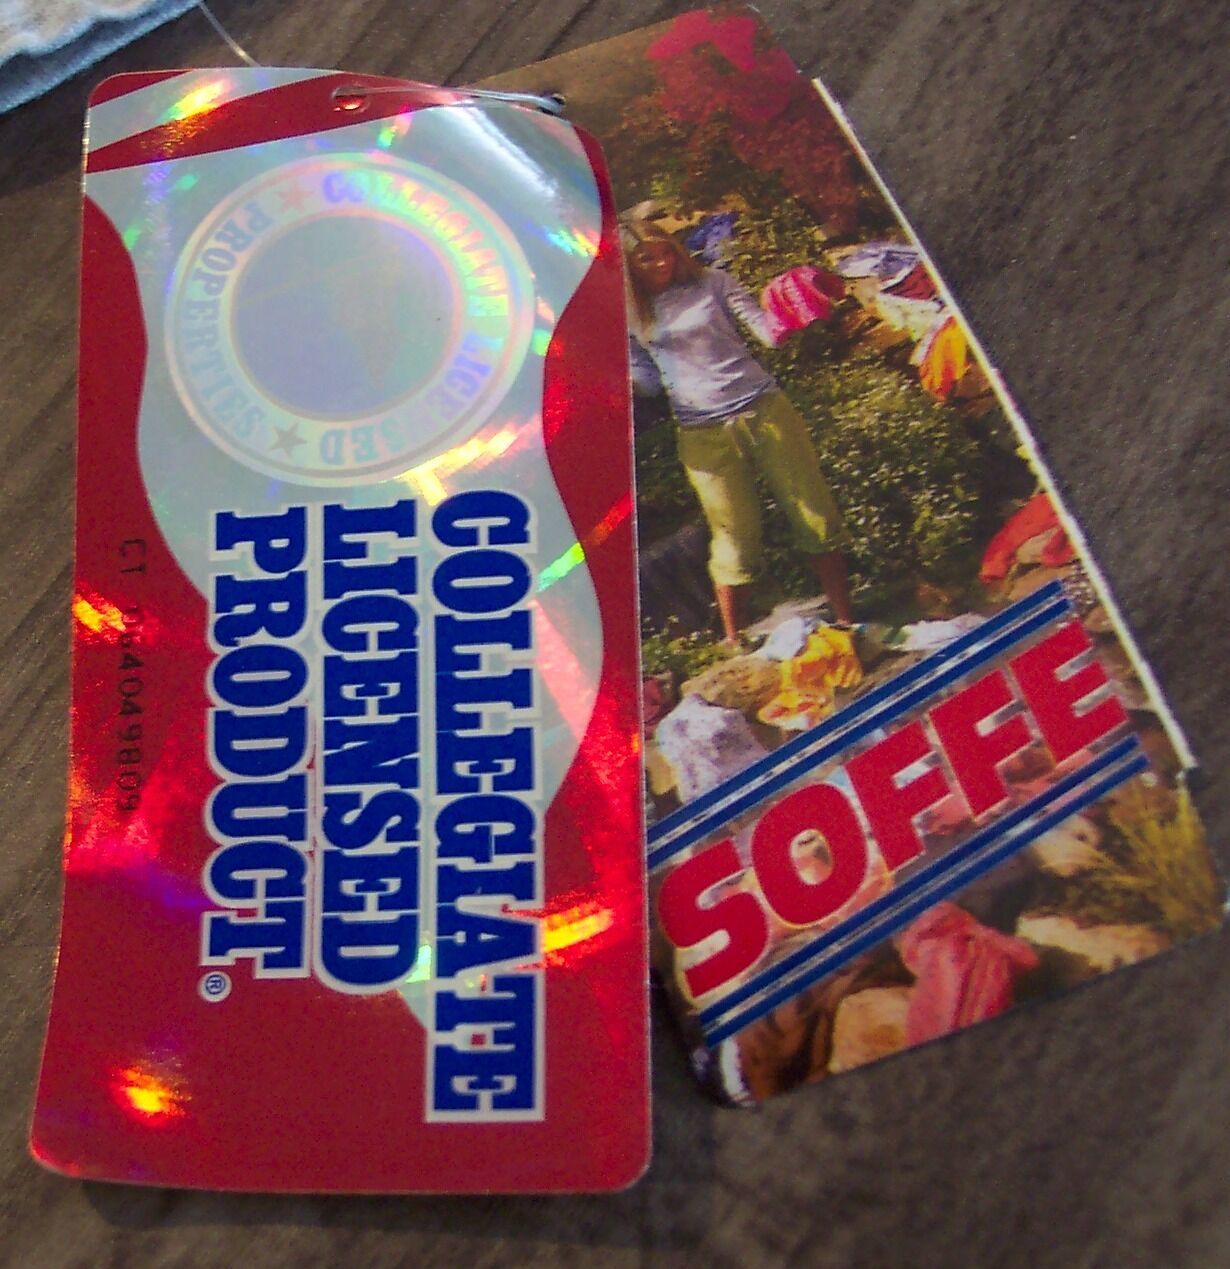 COLLEGIATE LICENSED
PROPERTIES
COLLEGIATE
LICENSED
PRODUCT®
SOFFE